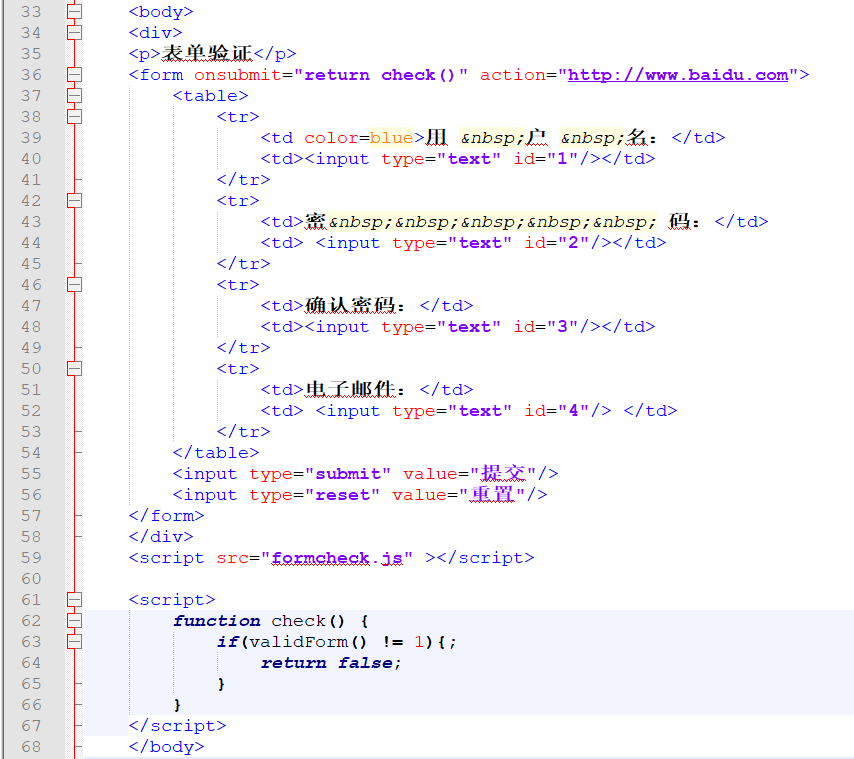 33 <body>
34 <div>
35 <p>表单验证</p>
36 <form onsubmit="return check()" action="http://www.baidu.com">
37 <table>
38 <tr>
39 <td color=blue>用 &nbsp;户 &nbsp;名：</td>
40 <td><input type="text" id="1"/></td>
41 </tr>
42 <tr>
43 <td>密&nbsp;&nbsp;&nbsp;&nbsp;&nbsp; 码：</td>
44 <td> <input type="text" id="2"/></td>
45 </tr>
46 <tr>
47 <td>确认密码：</td>
48 <td><input type="text" id="3"/></td>
49 </tr>
50 <tr>
51 <td>电子邮件：</td>
52 <td> <input type="text" id="4"/> </td>
53 </tr>
54 </table>
55 <input type="submit" value="提交"/>
56 <input type="reset" value="重置"/>
57 </form>
58 </div>
59 <script src="formcheck.js" ></script>
60
61 <script>
62 function check() {
63 if(validForm() != 1){;
64 return false;
65 }
66 }
67 </script>
68 </body>